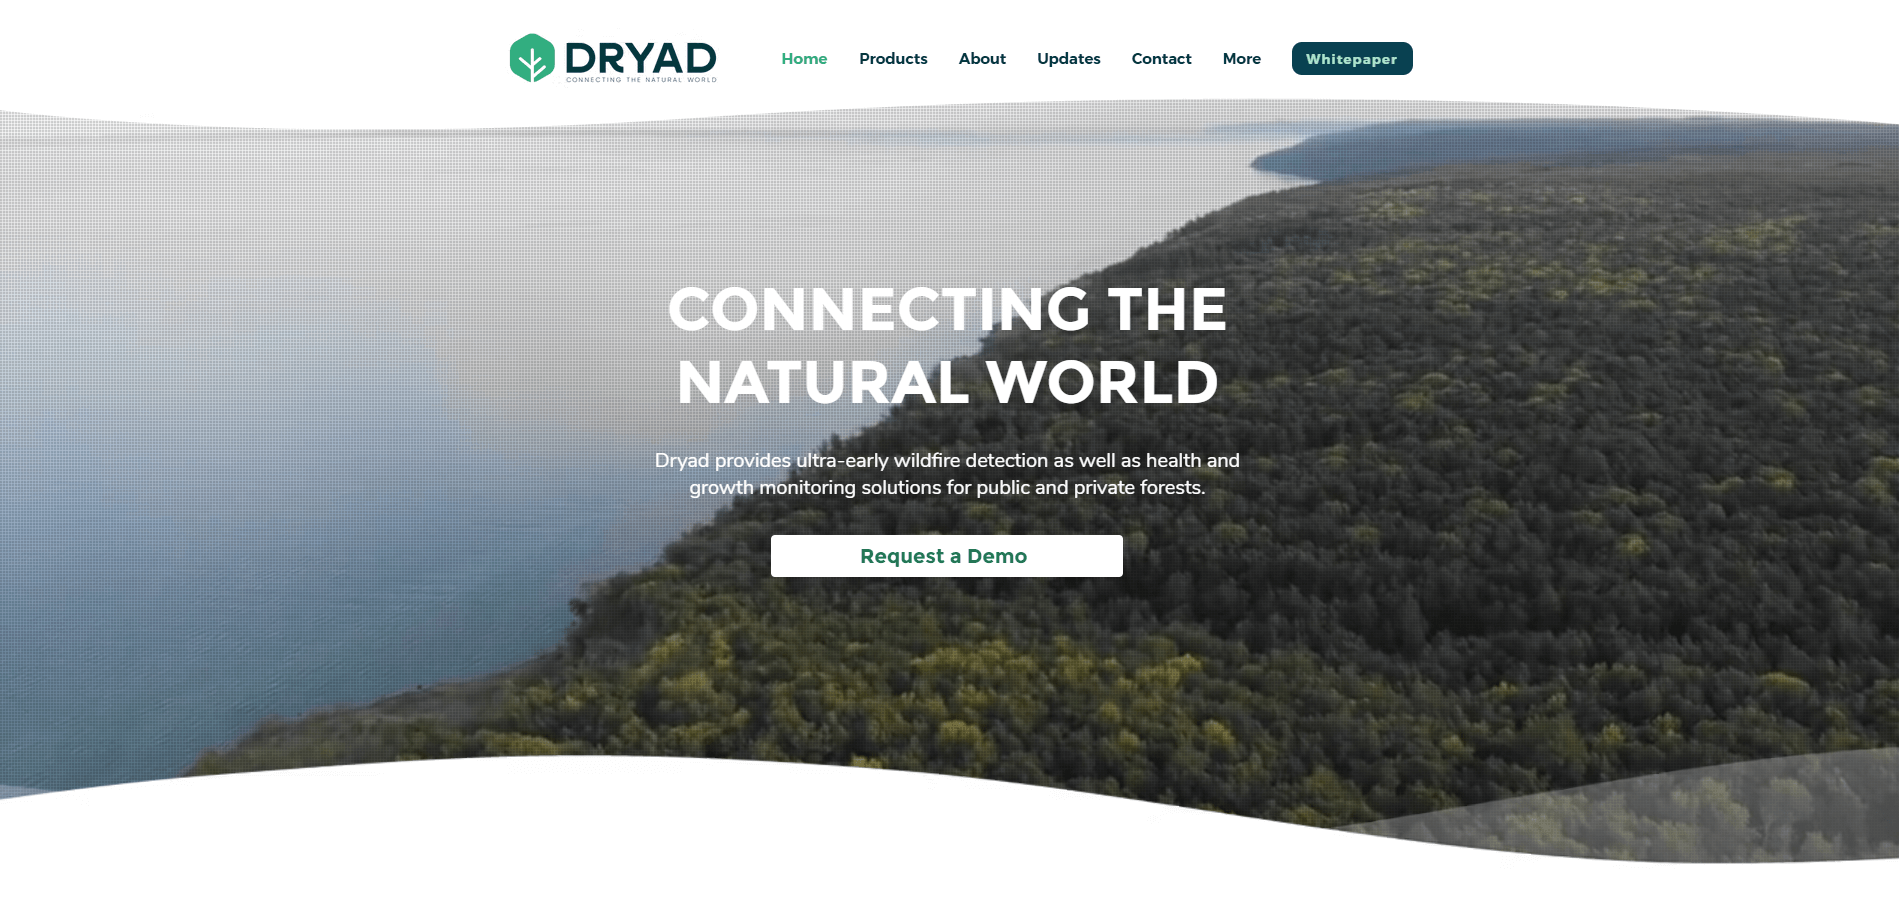 DRYAD
CONNECTING THE NATURAL WORLD
Home Products About Updates Contact More Whitepaper
CONNECTING THE
NATURAL WORLD
Dryad provides ultra-early wildfire detection as well as health and
growth monitoring solutions for public and private forests.
Request a Demo